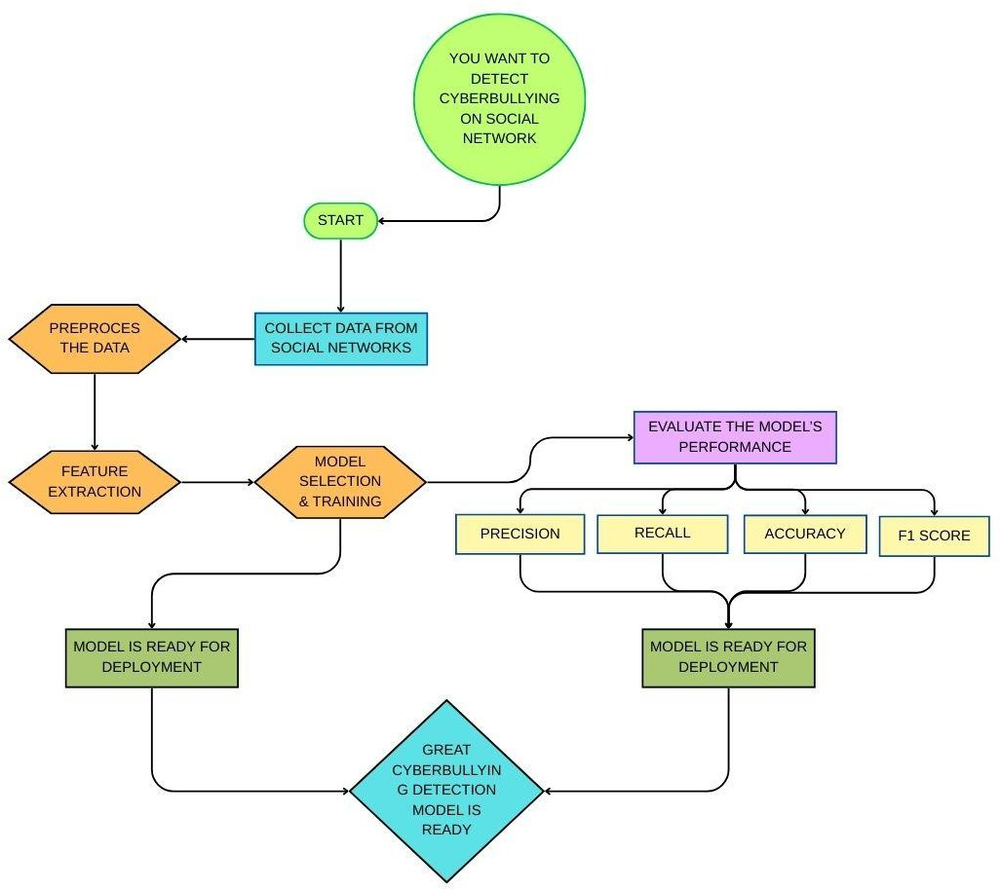 YOU WANT TO
DETECT
CYBERBULLYING
ON SOCIAL
NETWORK
START
COLLECT DATA FROM
SOCIAL NETWORKS
PREPROCES
THE DATA
FEATURE
EXTRACTION
MODEL
SELECTION
& TRAINING
EVALUATE THE MODEL'S
PERFORMANCE
PRECISION
RECALL
ACCURACY
F1 SCORE
MODEL IS READY FOR
DEPLOYMENT
MODEL IS READY FOR
DEPLOYMENT
GREAT
CYBERBULLYIN
G DETECTION
MODEL IS
READY